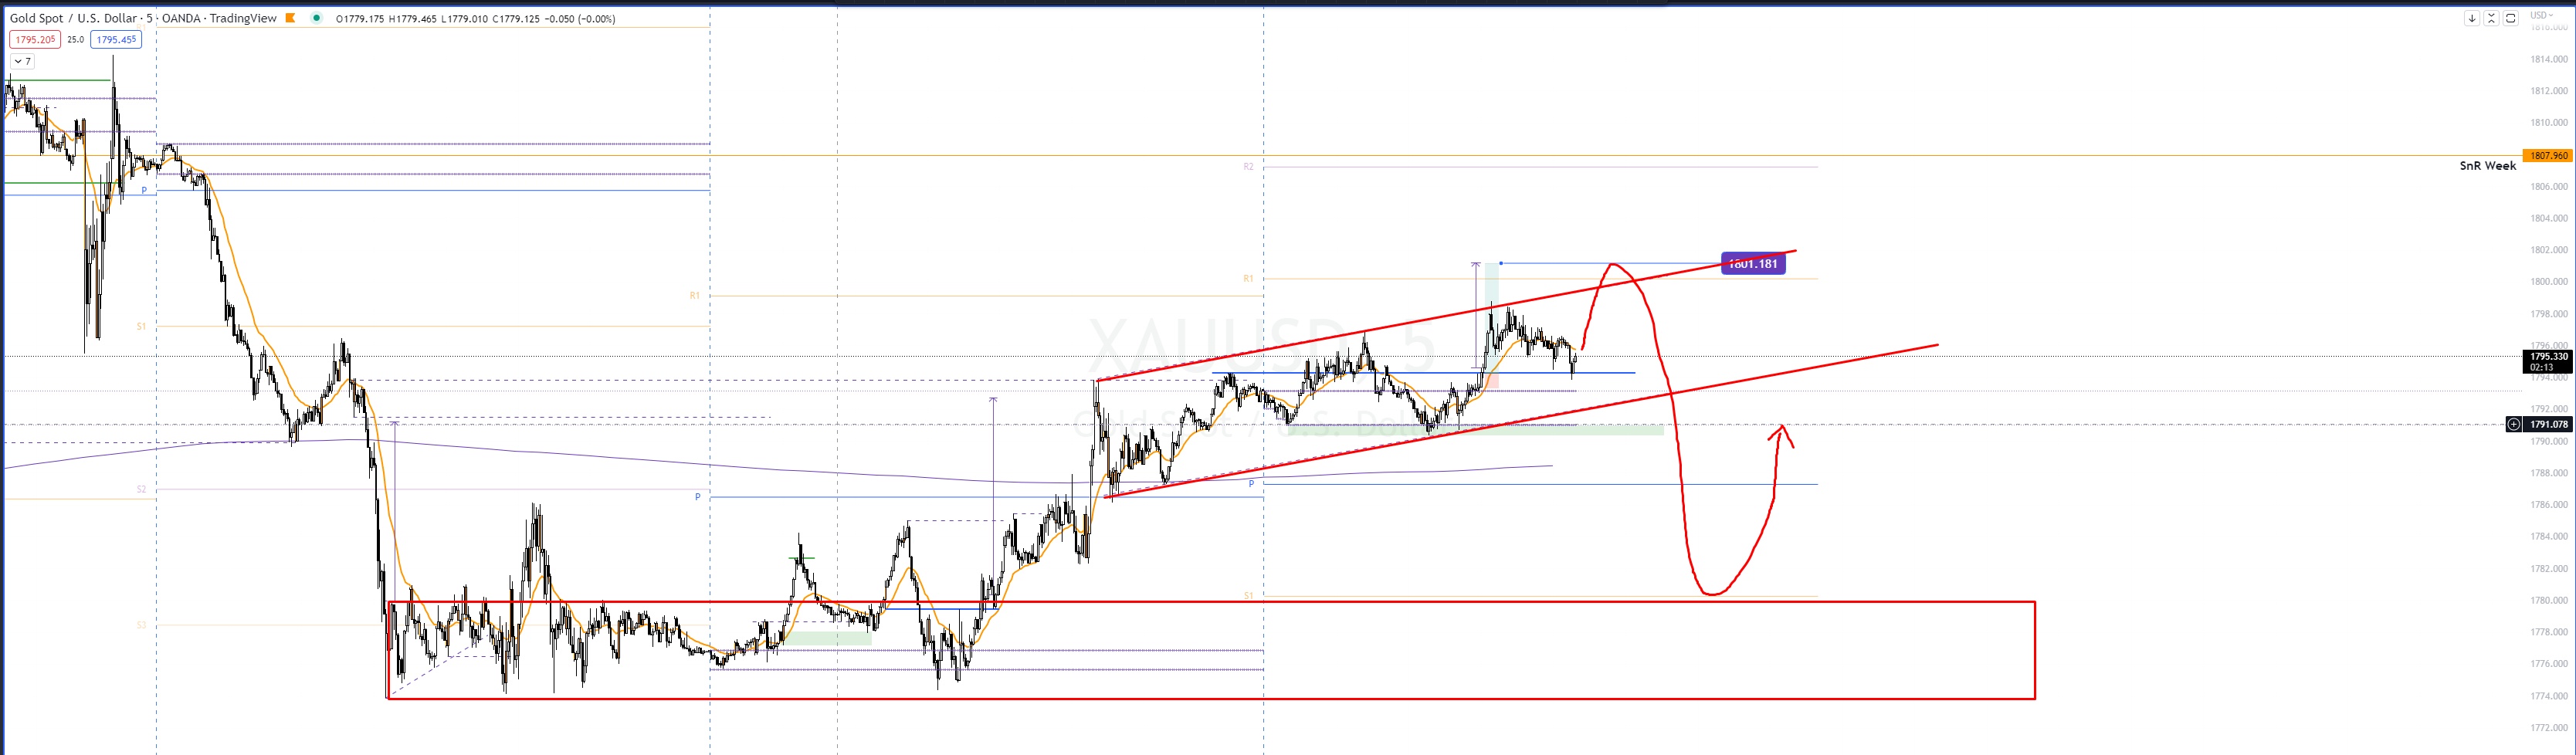 Gold Spot / U.S. Dollar · 5 · OANDA · TradingView O1779.175 H1779.465 L1779.010 C1779.125 −0.050 (−0.00%)
USD
1795.205 25.0 1795.455
7
1816.000
1814.000
1812.000
1810.000
1807.960
SnR Week
R2
P
1806.000
1804.000
1802.000
1801.181
R1
1800.000
R1
1798.000
S1
XAUUSD, 5
1796.000
1795.330
02:13
1794.000
1792.000
Gold Spot / U.S. Dollar
1791.078
1790.000
1788.000
S2
P
P
1786.000
1784.000
1782.000
S1
1780.000
S3
1778.000
1776.000
1774.000
1772.000